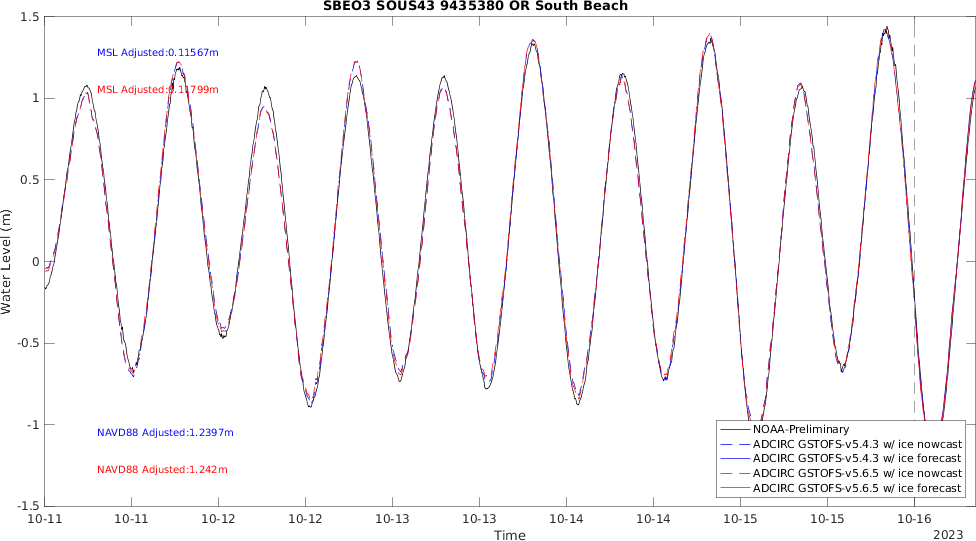 SBEO3 SOUS43 9435380 OR South Beach
1.5
MSL Adjusted:0.11567m
MSL Adjusted:0.11799m
1
0.5
0
-0.5
-1
-1.5
Water Level (m)
NAVD88 Adjusted:1.2397m
NAVD88 Adjusted:1.242m
NOAA-Preliminary
ADCIRC GSTOFS-v5.4.3 w/ ice nowcast
ADCIRC GSTOFS-v5.4.3 w/ ice forecast
ADCIRC GSTOFS-v5.6.5 w/ ice nowcast
ADCIRC GSTOFS-v5.6.5 w/ ice forecast
10-11 10-11 10-12 10-12 10-13 10-13 10-14 10-14 10-15 10-15 10-16
Time
2023